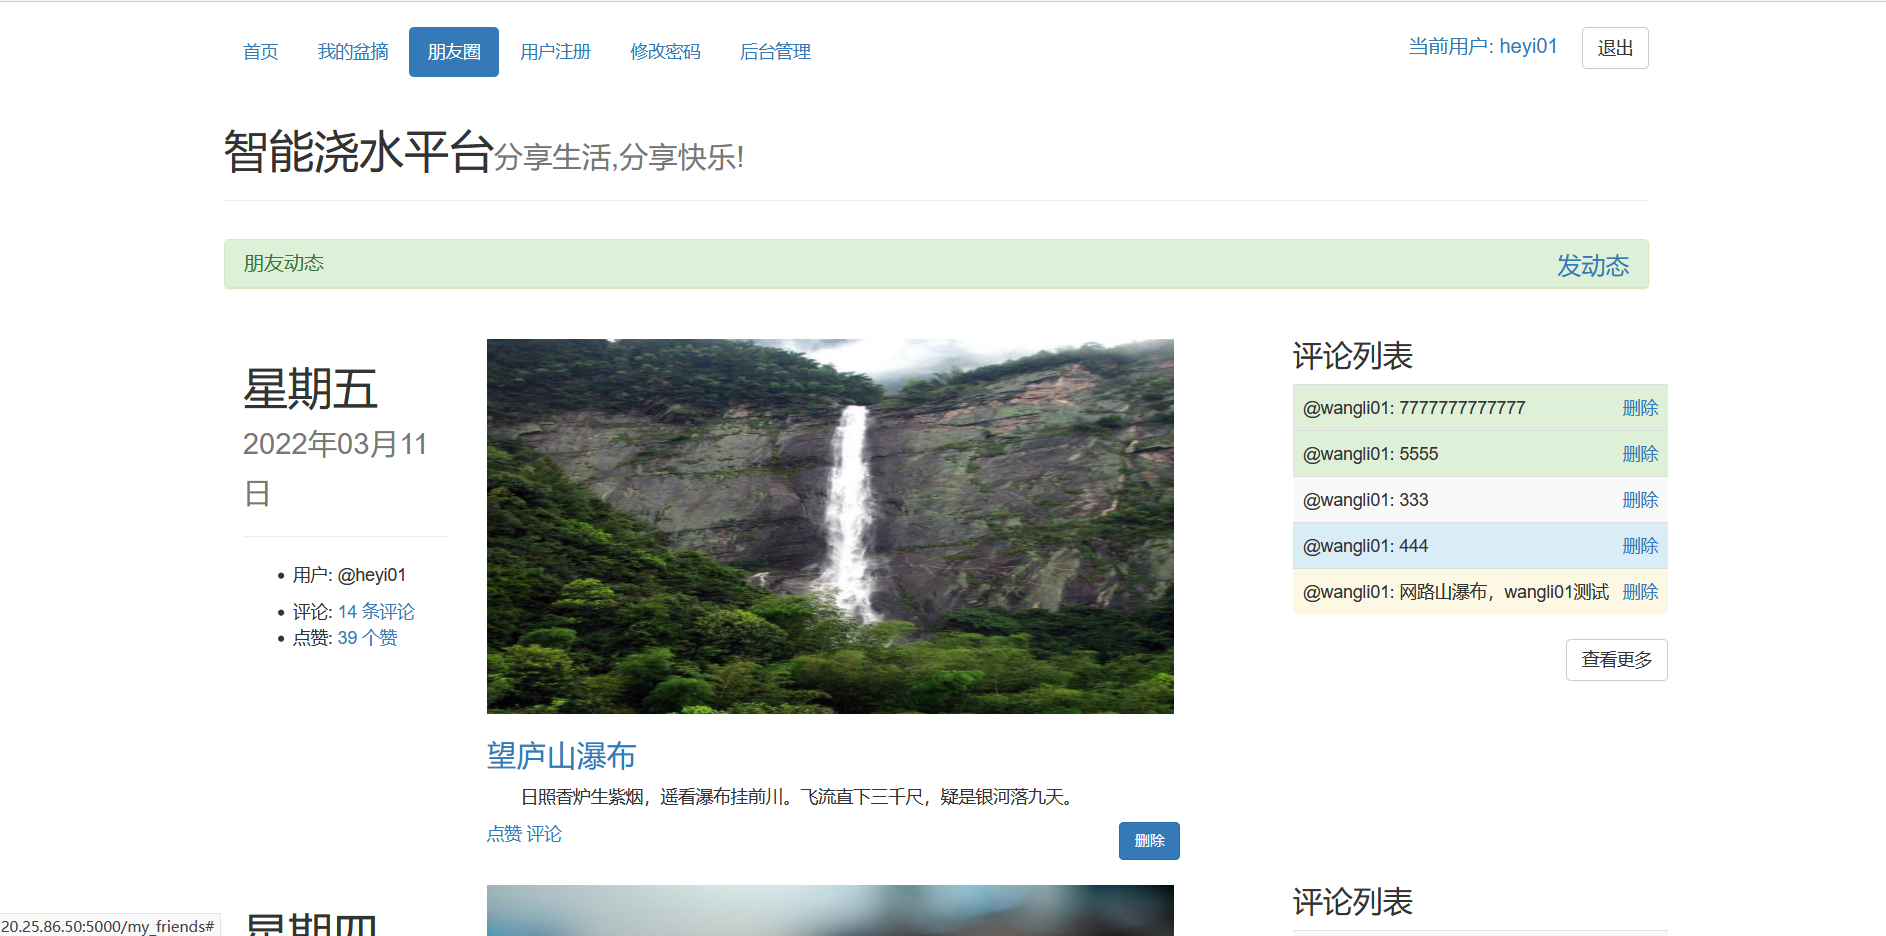 首页 我的盆摘 朋友圈 用户注册 修改密码 后台管理 当前用户: heyi01 退出
智能浇水平台分享生活,分享快乐!
朋友动态 发动态
星期五
2022年03月11
日
用户: @heyi01
评论: 14 条评论
点赞: 39 个赞
望庐山瀑布
日照香炉生紫烟，遥看瀑布挂前川。飞流直下三千尺，疑是银河落九天。
点赞 评论 删除
评论列表
@wangli01: 7777777777777 删除
@wangli01: 5555 删除
@wangli01: 333 删除
@wangli01: 444 删除
@wangli01: 网路山瀑布，wangli01测试 删除
查看更多
星期四
评论列表
20.25.86.50:5000/my_friends#